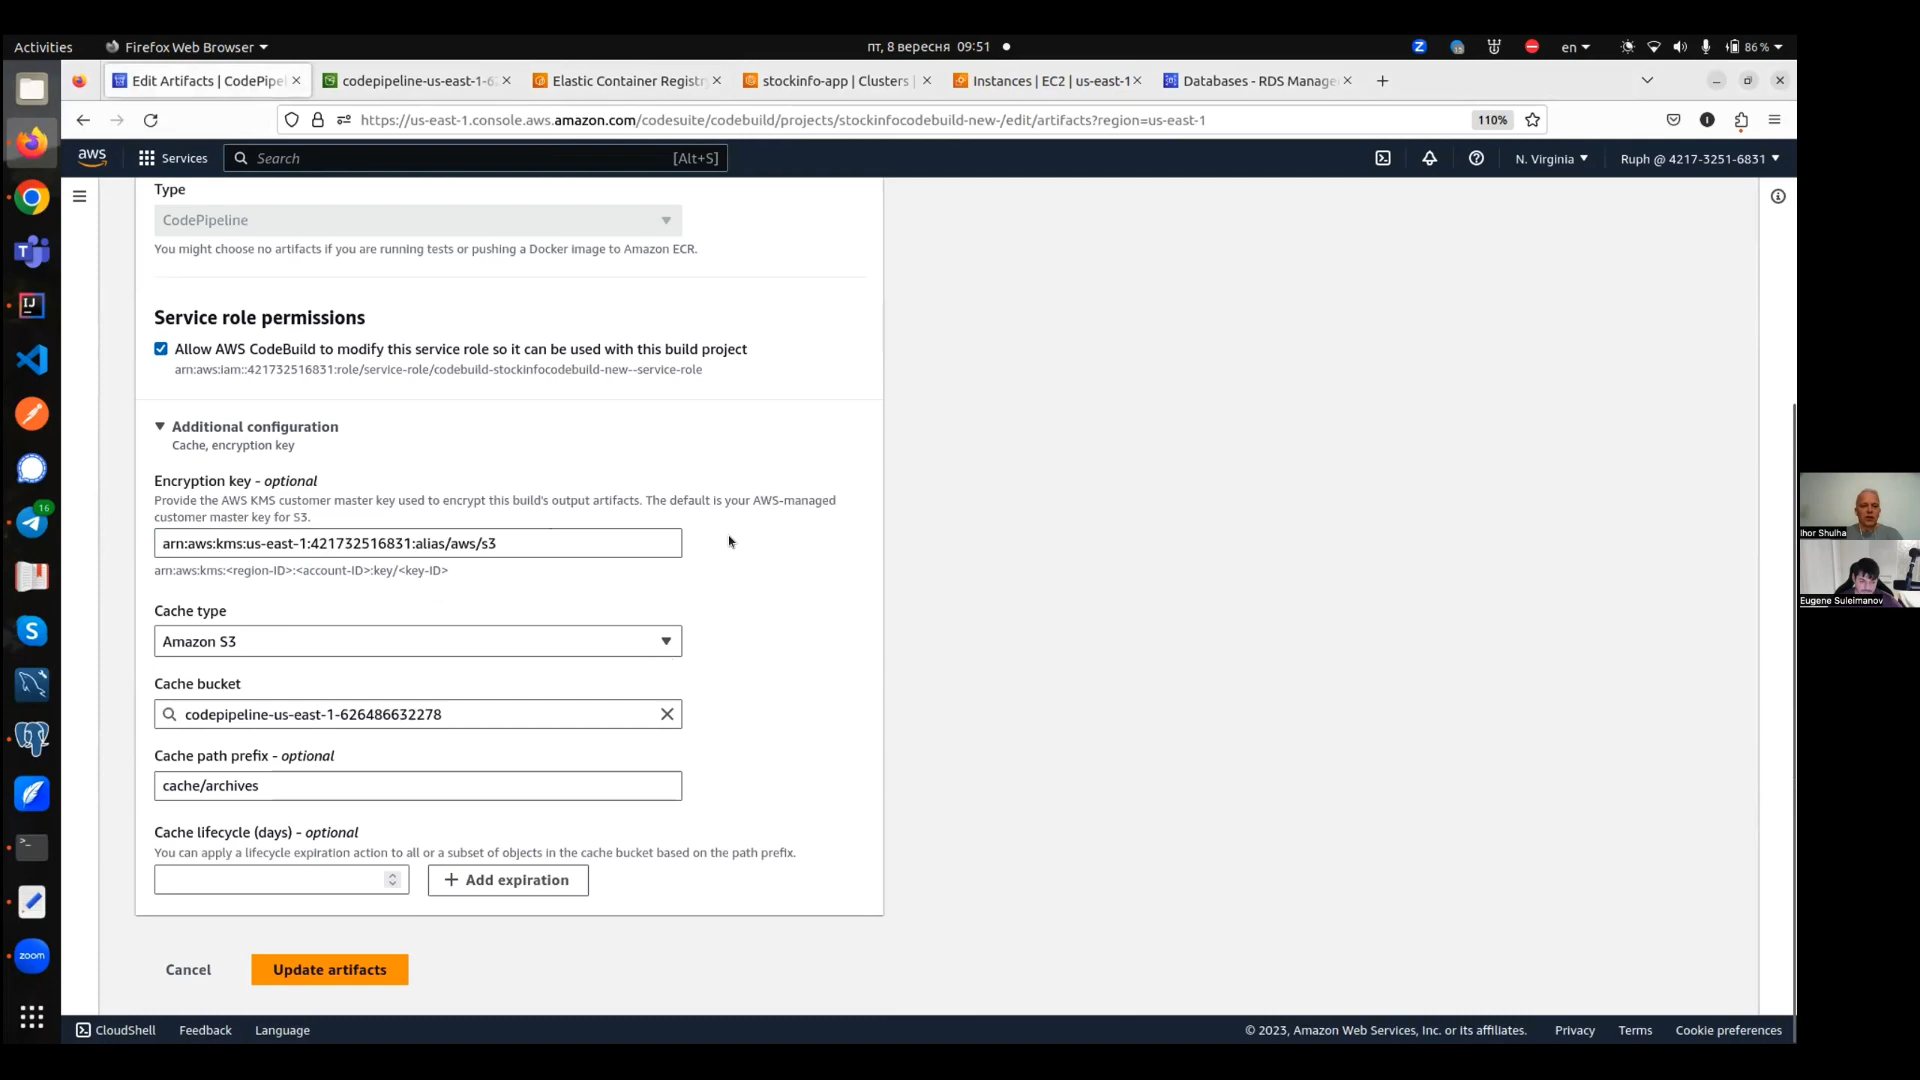 Activities
Firefox Web Browser
пт, 8 вересня 09:51
en
86 %
Edit Artifacts | CodePipel
codepipeline-us-east-1-62
Elastic Container Registry
stockinfo-app | Clusters |
Instances | EC2 | us-east-1
Databases - RDS Manage
https://us-east-1.console.aws.amazon.com/codesuite/codebuild/projects/stockinfocodebuild-new-/edit/artifacts?region=us-east-1
110%
aws
Services
Search
[Alt+S]
N. Virginia
Ruph @ 4217-3251-6831
Type
CodePipeline
You might choose no artifacts if you are running tests or pushing a Docker image to Amazon ECR.
Service role permissions
Allow AWS CodeBuild to modify this service role so it can be used with this build project
arn:aws:iam::421732516831:role/service-role/codebuild-stockinfocodebuild-new--service-role
Additional configuration
Cache, encryption key
Encryption key - optional
Provide the AWS KMS customer master key used to encrypt this build's output artifacts. The default is your AWS-managed
customer master key for S3.
arn:aws:kms:us-east-1:421732516831:alias/aws/s3
arn:aws:kms:<region-ID>:<account-ID>:key/<key-ID>
Cache type
Amazon S3
Cache bucket
codepipeline-us-east-1-626486632278
Cache path prefix - optional
cache/archives
Cache lifecycle (days) - optional
You can apply a lifecycle expiration action to all or a subset of objects in the cache bucket based on the path prefix.
Add expiration
Cancel
Update artifacts
CloudShell
Feedback
Language
© 2023, Amazon Web Services, Inc. or its affiliates.
Privacy
Terms
Cookie preferences
16
zoom
Ihor Shulha
Eugene Suleimanov